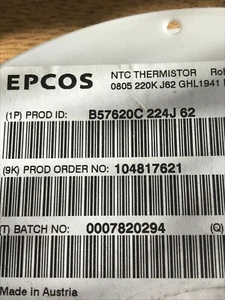 EPCOS
NTC THERMISTOR
0805 220K J62 GHL1941
(1P) PROD ID: B57620C 224J 62
(9K) PROD ORDER NO: 104817621
(T) BATCH NO: 0007820294 (Q)
Made in Austria